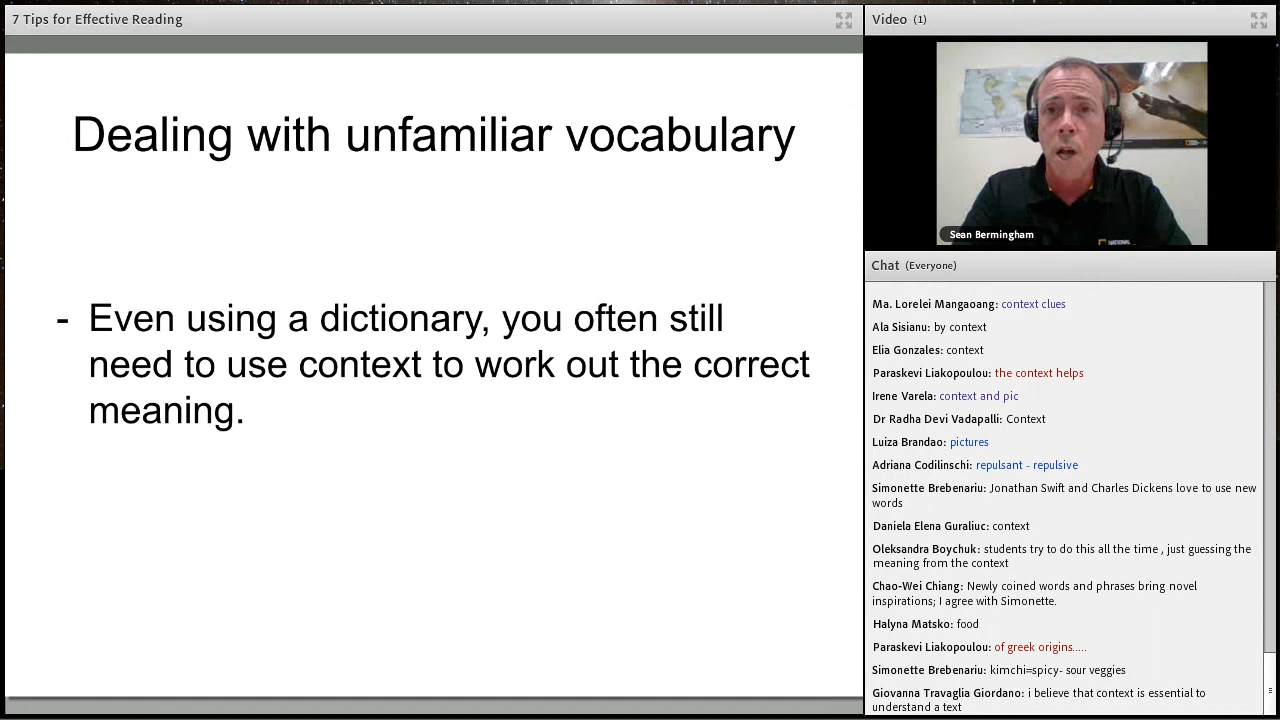 7 Tips for Effective Reading
Dealing with unfamiliar vocabulary
- Even using a dictionary, you often still
need to use context to work out the correct
meaning.
Video (1)
Sean Bermingham
Chat (Everyone)
Ma. Lorelei Mangaoang: context clues
Ala Sisianu: by context
Elia Gonzales: context
Paraskevi Liakopoulou: the context helps
Irene Varela: context and pic
Dr Radha Devi Vadapalli: Context
Luiza Brandao: pictures
Adriana Codilinschi: repulsant - repulsive
Simonette Brebenariu: Jonathan Swift and Charles Dickens love to use new
words
Daniela Elena Guraliuc: context
Oleksandra Boychuk: students try to do this all the time , just guessing the
meaning from the context
Chao-Wei Chiang: Newly coined words and phrases bring novel
inspirations; I agree with Simonette.
Halyna Matsko: food
Paraskevi Liakopoulou: of greek origins.....
Simonette Brebenariu: kimchi=spicy- sour veggies
Giovanna Travaglia Giordano: i believe that context is essential to
understand a text